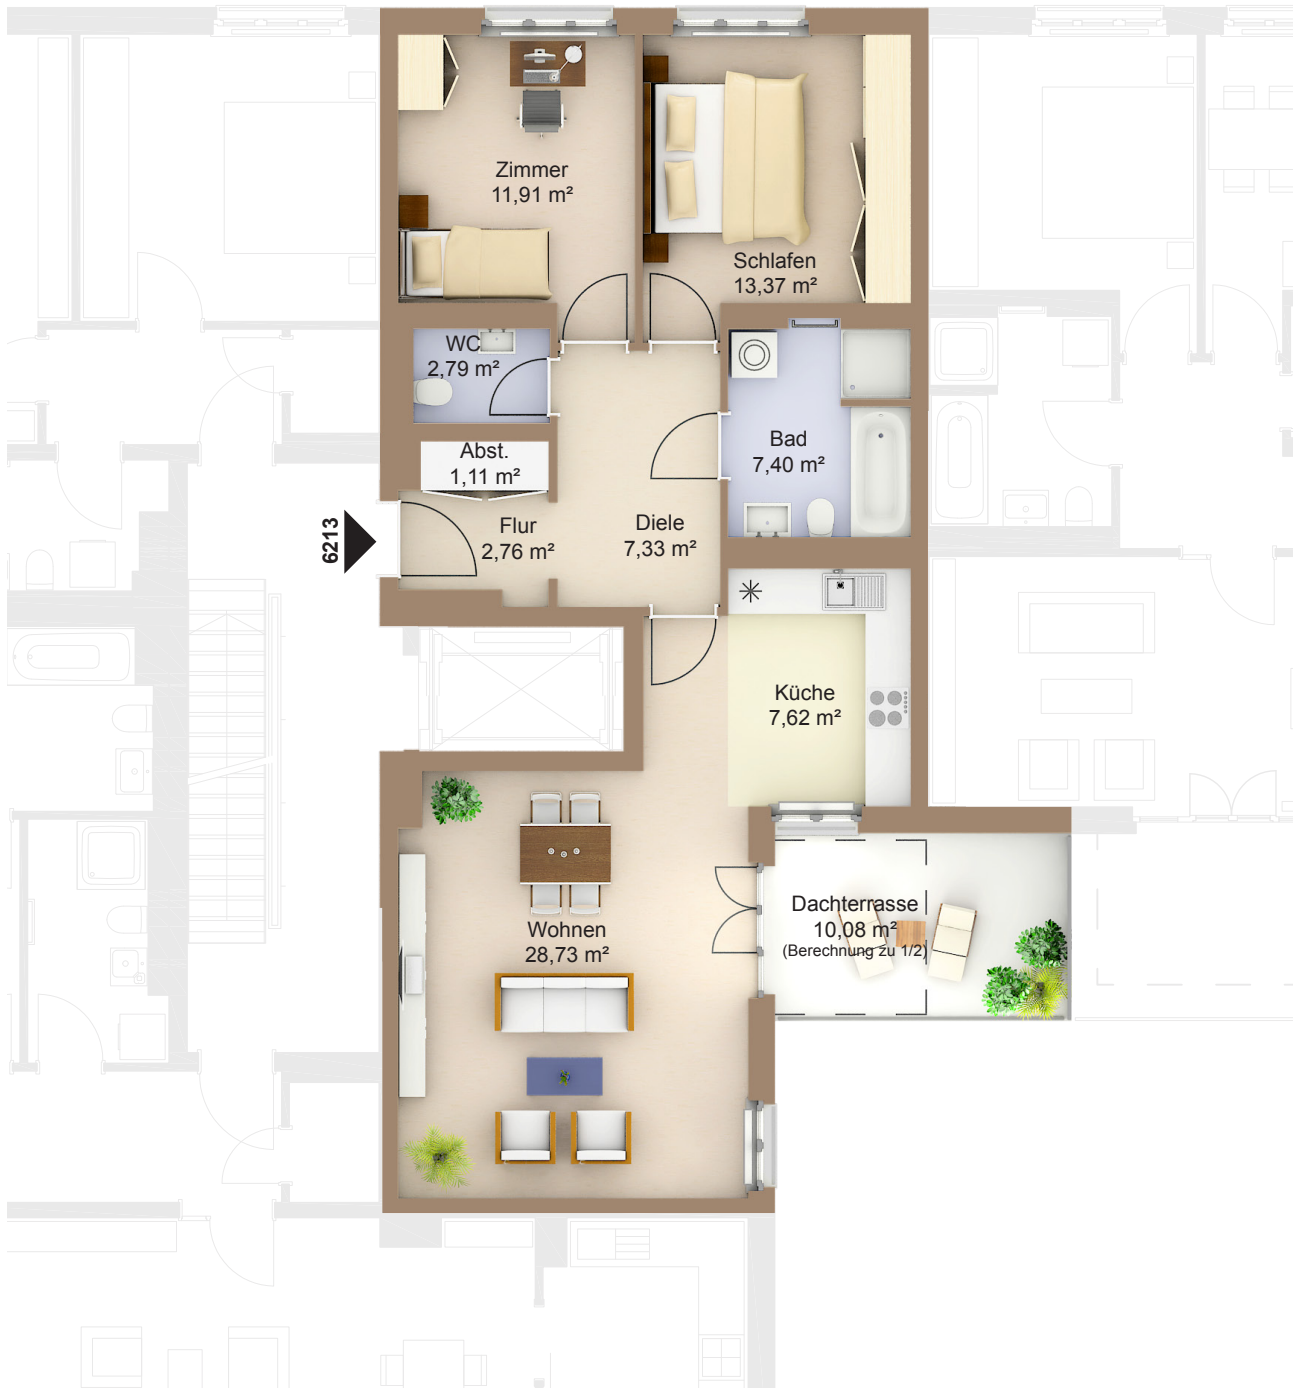 Zimmer
11,91 m²
Schlafen
13,37 m²
WC
2,79 m²
Abst.
1,11 m²
Bad
7,40 m²
6213
Flur
2,76 m²
Diele
7,33 m²
Küche
7,62 m²
Wohnen
28,73 m²
Dachterrasse
10,08 m²
(Berechnung zu 1/2)